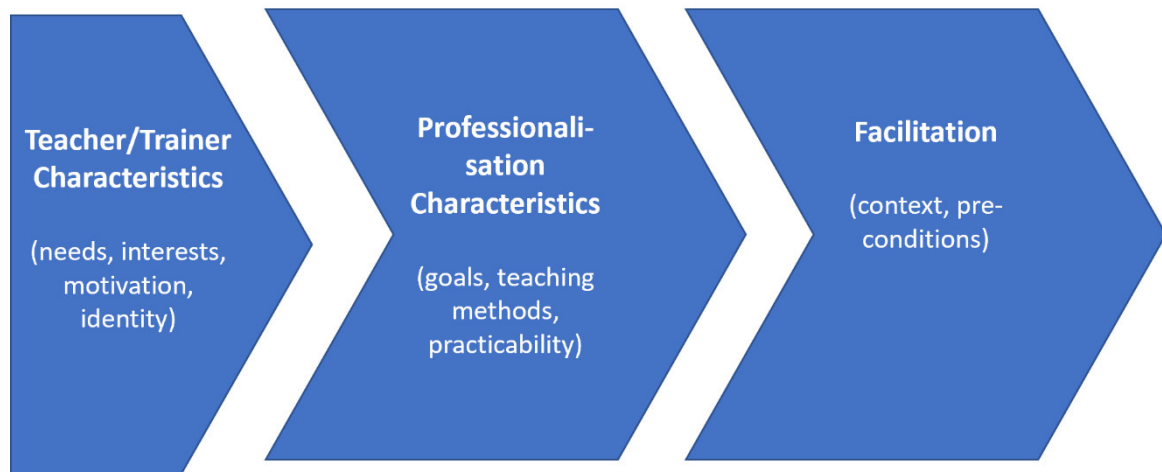 Teacher/Trainer
Characteristics
(needs, interests,
motivation,
identity)
Professionali-
sation
Characteristics
(goals, teaching
methods,
practicability)
Facilitation
(context, pre-
conditions)